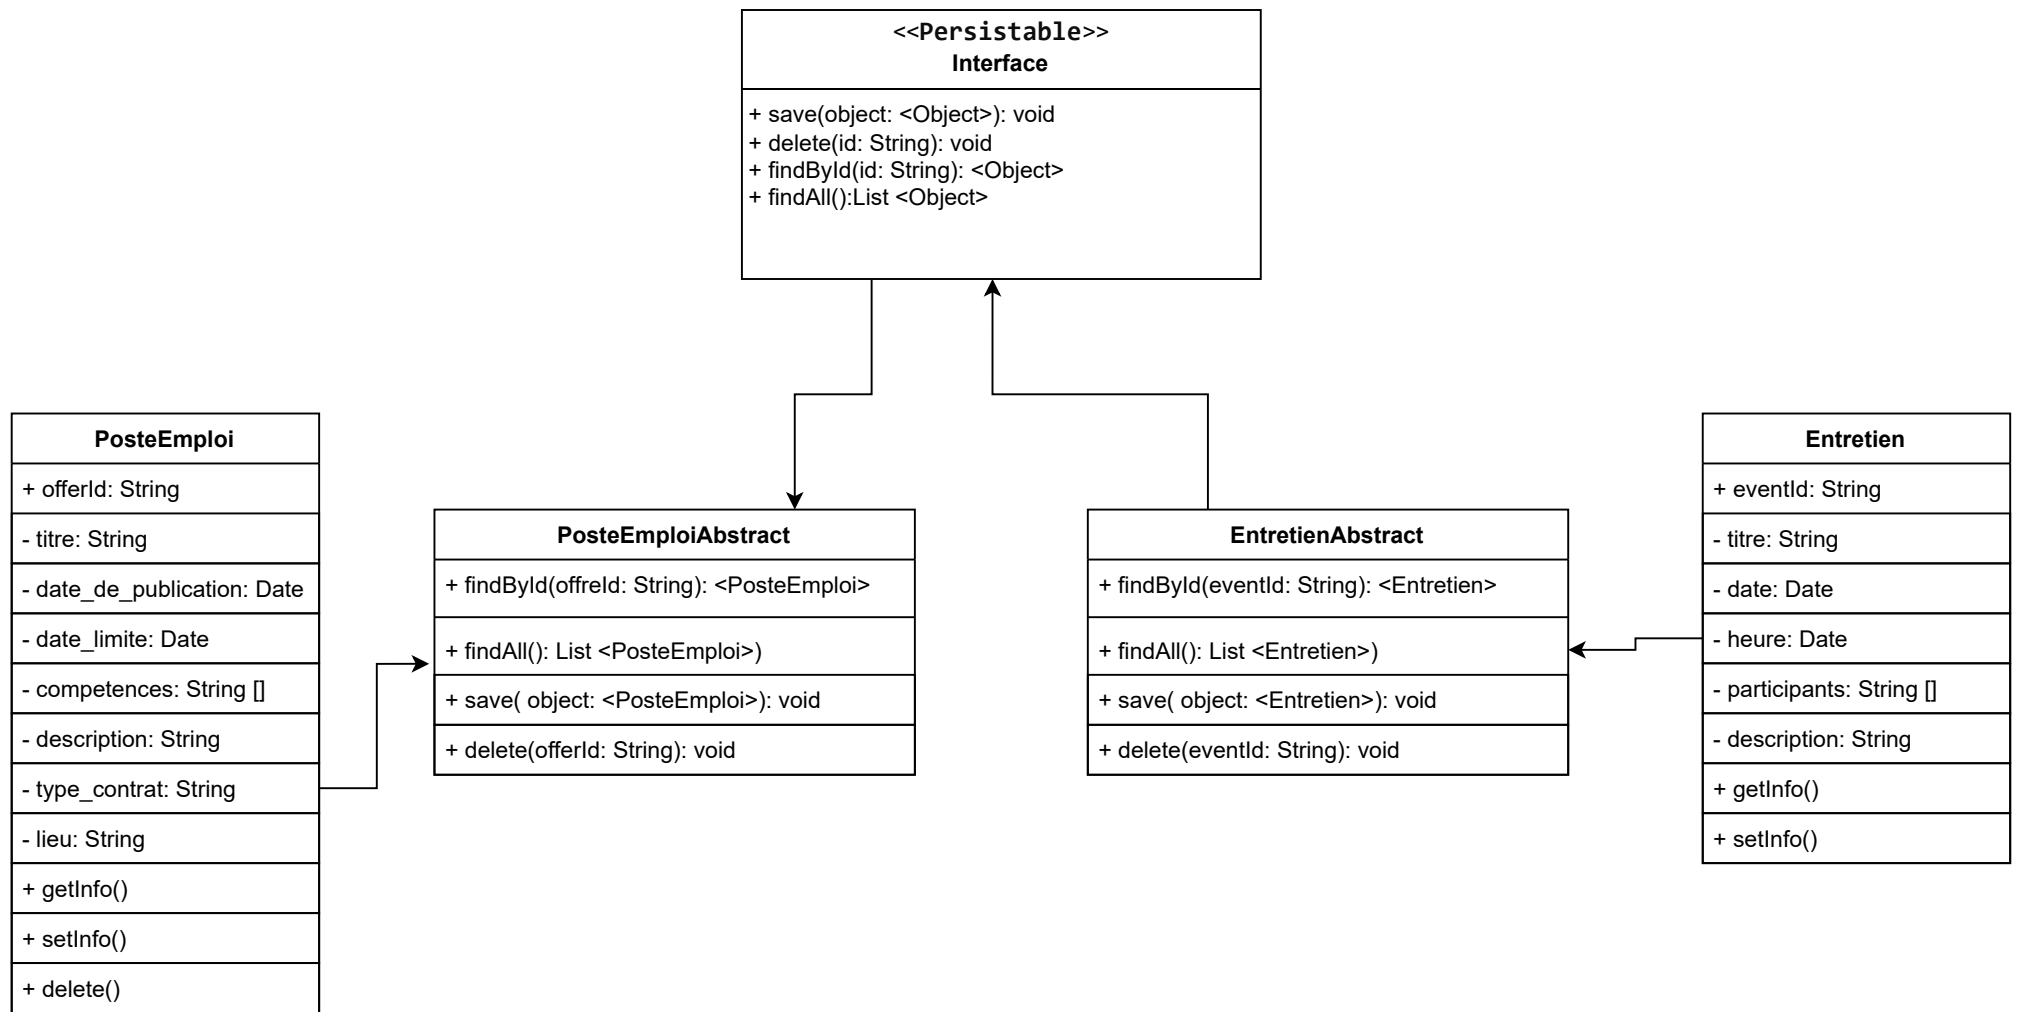 <<Persistable>>
Interface
+ save(object: <Object>): void
+ delete(id: String): void
+ findById(id: String): <Object>
+ findAll():List <Object>
PosteEmploi
+ offerId: String
- titre: String
- date_de_publication: Date
- date_limite: Date
- competences: String []
- description: String
- type_contrat: String
- lieu: String
+ getInfo()
+ setInfo()
+ delete()
PosteEmploiAbstract
+ findById(offreId: String): <PosteEmploi>
+ findAll(): List <PosteEmploi>)
+ save( object: <PosteEmploi>): void
+ delete(offerId: String): void
EntretienAbstract
+ findById(eventId: String): <Entretien>
+ findAll(): List <Entretien>)
+ save( object: <Entretien>): void
+ delete(eventId: String): void
Entretien
+ eventId: String
- titre: String
- date: Date
- heure: Date
- participants: String []
- description: String
+ getInfo()
+ setInfo()